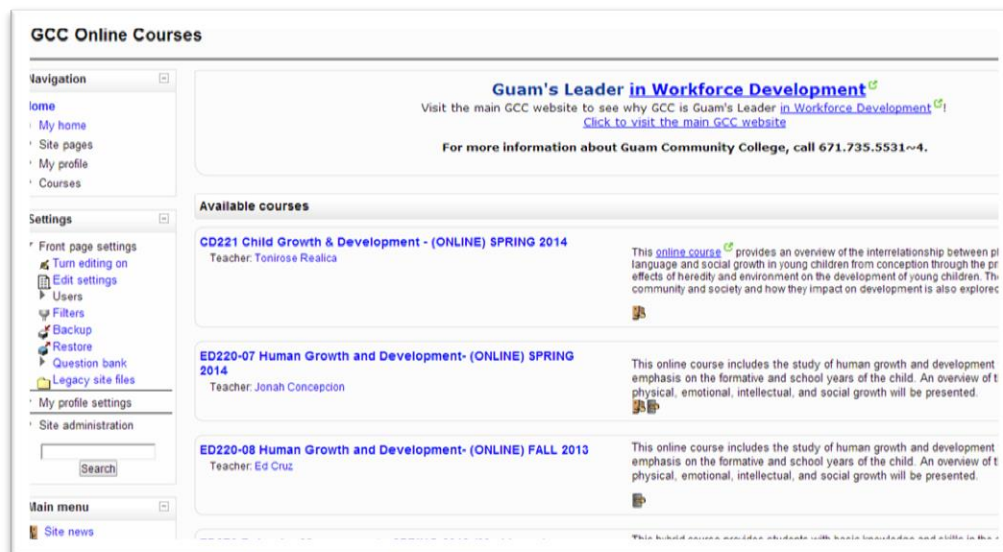 GCC Online Courses
Navigation
Home
My home
Site pages
My profile
Courses
Settings
Front page settings
Turn editing on
Edit settings
Users
Filters
Backup
Restore
Question bank
Legacy site files
My profile settings
Site administration
Search
Main menu
Site news
Guam's Leader in Workforce Development
Visit the main GCC website to see why GCC is Guam's Leader in Workforce Development!
Click to visit the main GCC website
For more information about Guam Community College, call 671.735.5531~4.
Available courses
CD221 Child Growth & Development - (ONLINE) SPRING 2014
Teacher: Tonirose Realica
This online course provides an overview of the interrelationship between
language and social growth in young children from conception through the
effects of heredity and environment on the development of young children.
community and society and how they impact on development is also explored
ED220-07 Human Growth and Development- (ONLINE) SPRING
2014
Teacher: Jonah Concepcion
This online course includes the study of human growth and development
emphasis on the formative and school years of the child. An overview of
physical, emotional, intellectual, and social growth will be presented.
ED220-08 Human Growth and Development- (ONLINE) FALL 2013
Teacher: Ed Cruz
This online course includes the study of human growth and development
emphasis on the formative and school years of the child. An overview of
physical, emotional, intellectual, and social growth will be presented.